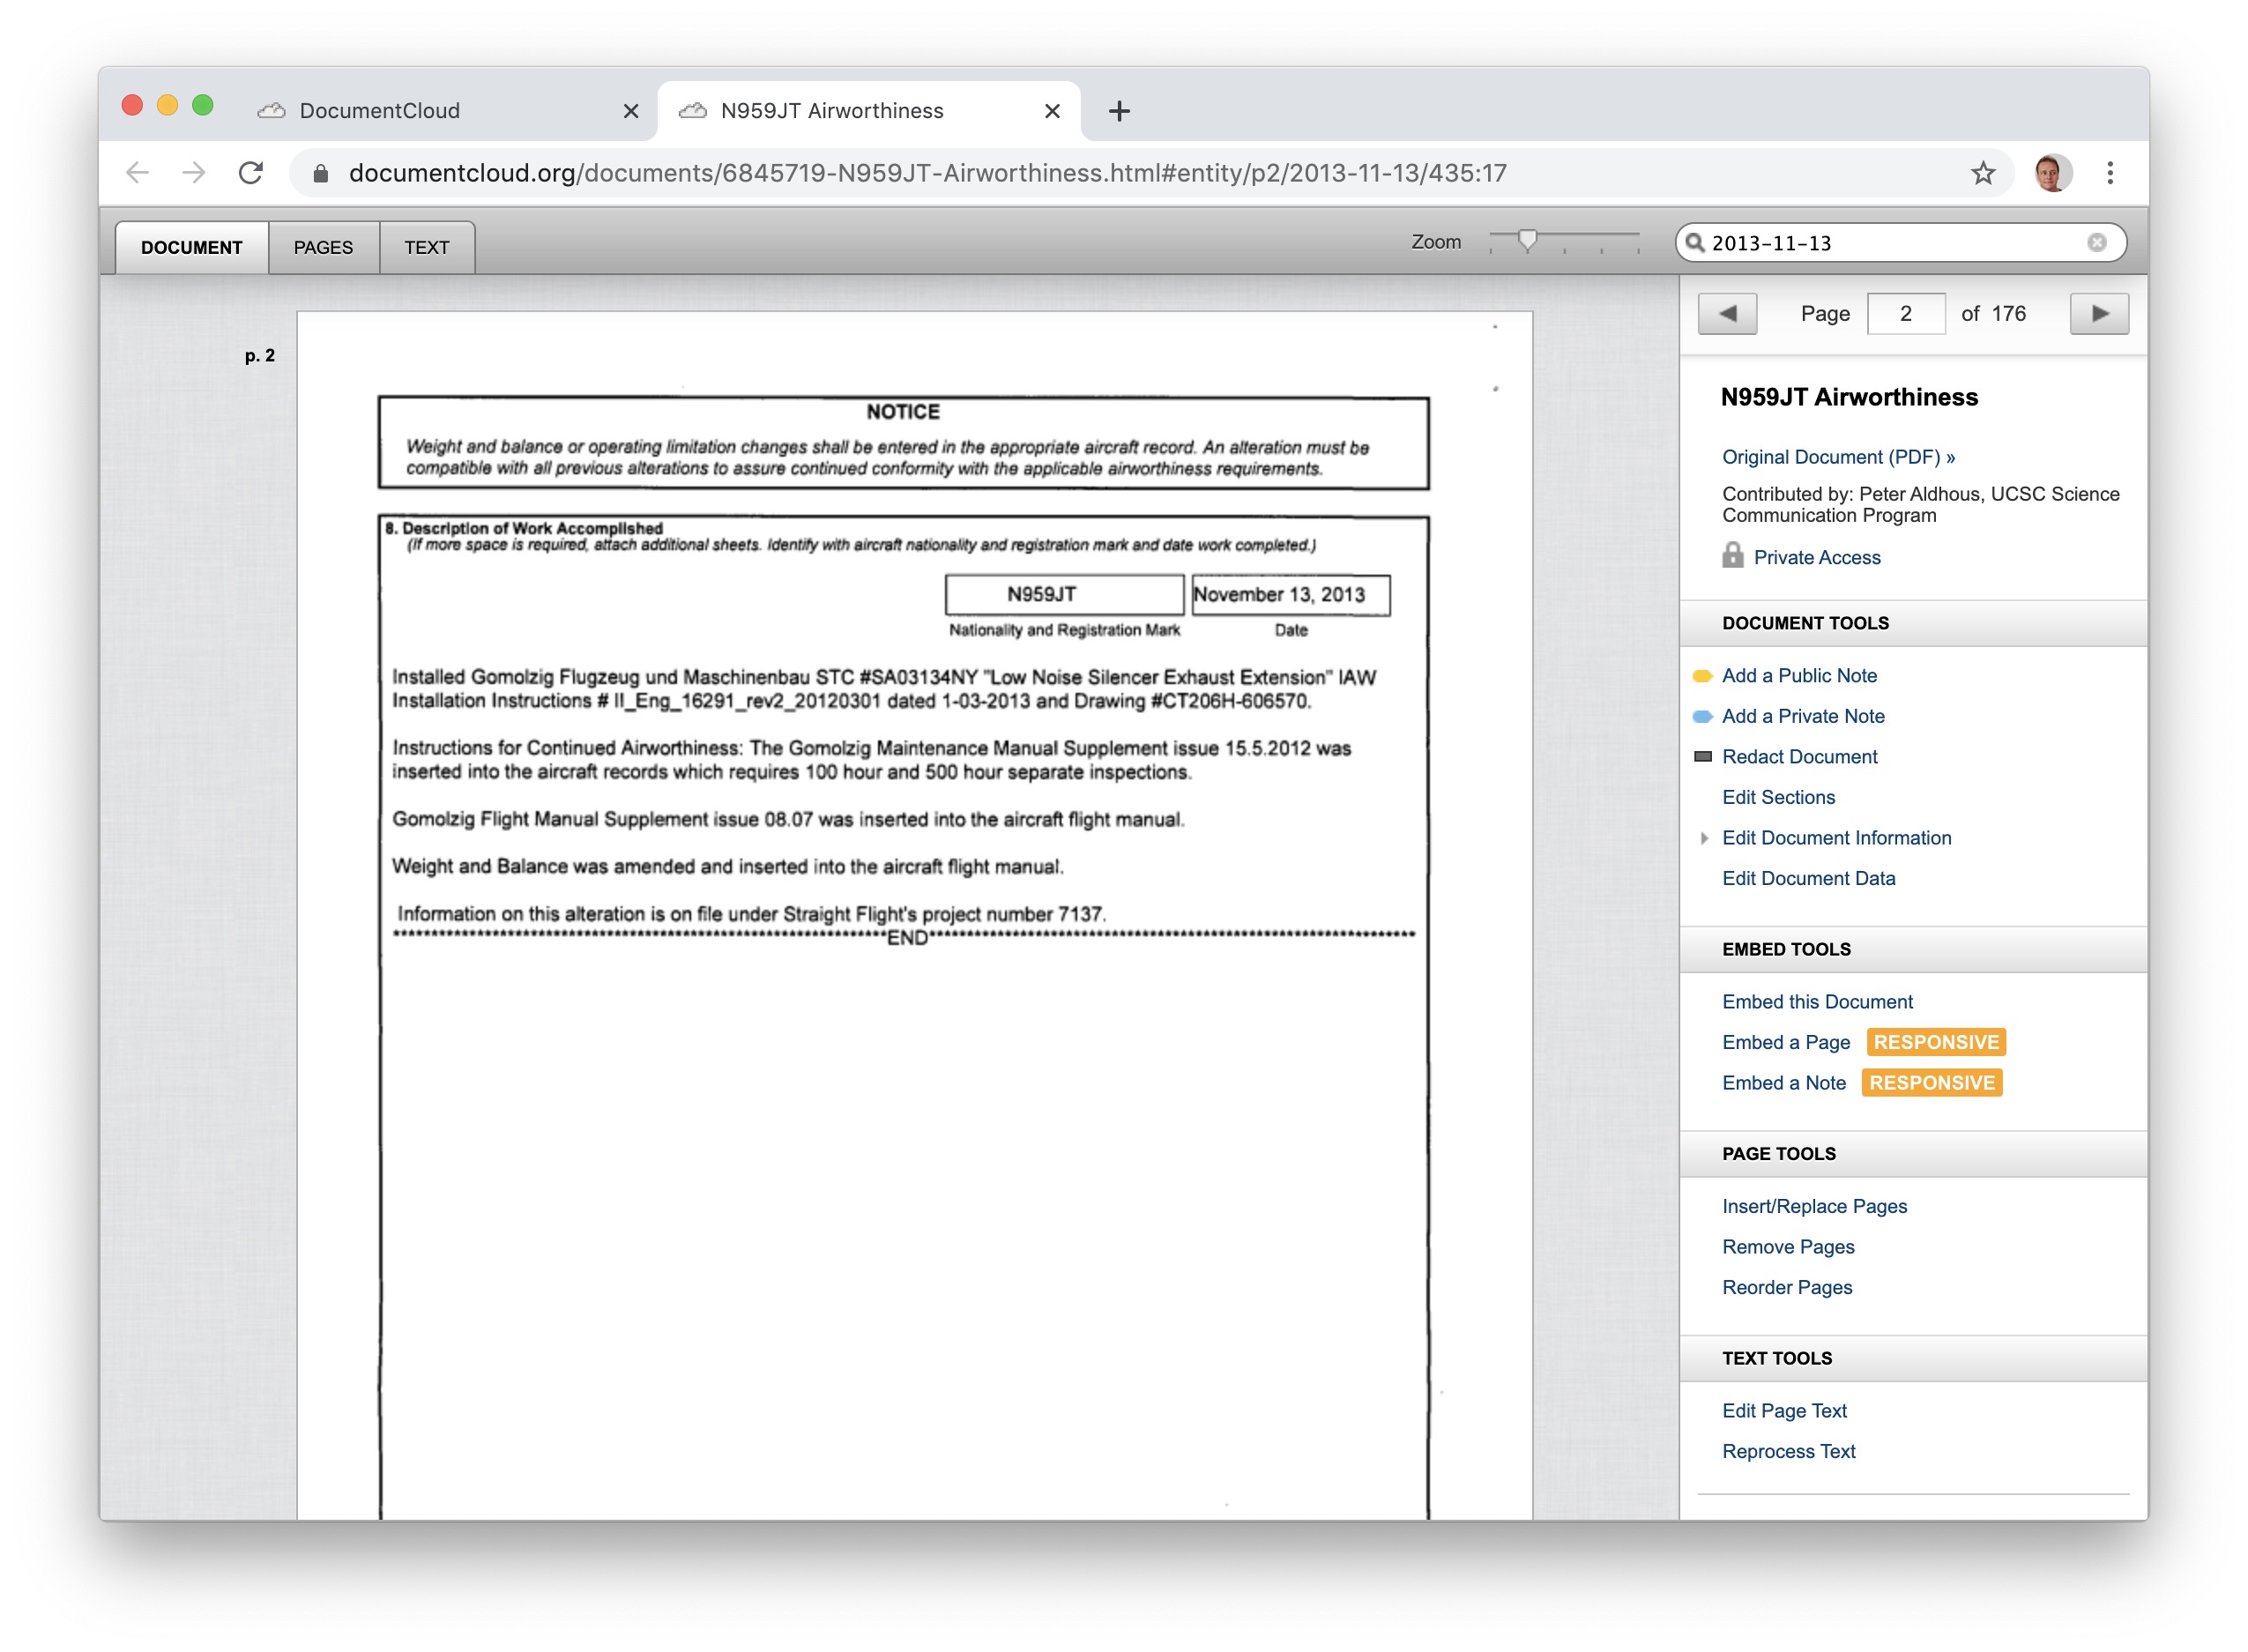 DocumentCloud
N959JT Airworthiness
documentcloud.org/documents/6845719-N959JT-Airworthiness.html#entity/p2/2013-11-13/435:17
DOCUMENT PAGES TEXT
Zoom
2013-11-13
p. 2
NOTICE
Weight and balance or operating limitation changes shall be entered in the appropriate aircraft record. An alteration must be
compatible with all previous alterations to assure continued conformity with the applicable airworthiness requirements.
8. Description of Work Accomplished
(If more space is required, attach additional sheets. Identify with aircraft nationality and registration mark and date work completed.)
N959JT November 13, 2013
Nationality and Registration Mark Date
Installed Gomolzig Flugzeug und Maschinenbau STC #SA03134NY "Low Noise Silencer Exhaust Extension" IAW
Installation Instructions # II_Eng_16291_rev2_20120301 dated 1-03-2013 and Drawing #CT206H-606570.
Instructions for Continued Airworthiness: The Gomolzig Maintenance Manual Supplement issue 15.5.2012 was
inserted into the aircraft records which requires 100 hour and 500 hour separate inspections.
Gomolzig Flight Manual Supplement issue 08.07 was inserted into the aircraft flight manual.
Weight and Balance was amended and inserted into the aircraft flight manual.
Information on this alteration is on file under Straight Flight's project number 7137.
END
Page 2 of 176
N959JT Airworthiness
Original Document (PDF) »
Contributed by: Peter Aldhous, UCSC Science
Communication Program
Private Access
DOCUMENT TOOLS
Add a Public Note
Add a Private Note
Redact Document
Edit Sections
Edit Document Information
Edit Document Data
EMBED TOOLS
Embed this Document
Embed a Page RESPONSIVE
Embed a Note RESPONSIVE
PAGE TOOLS
Insert/Replace Pages
Remove Pages
Reorder Pages
TEXT TOOLS
Edit Page Text
Reprocess Text